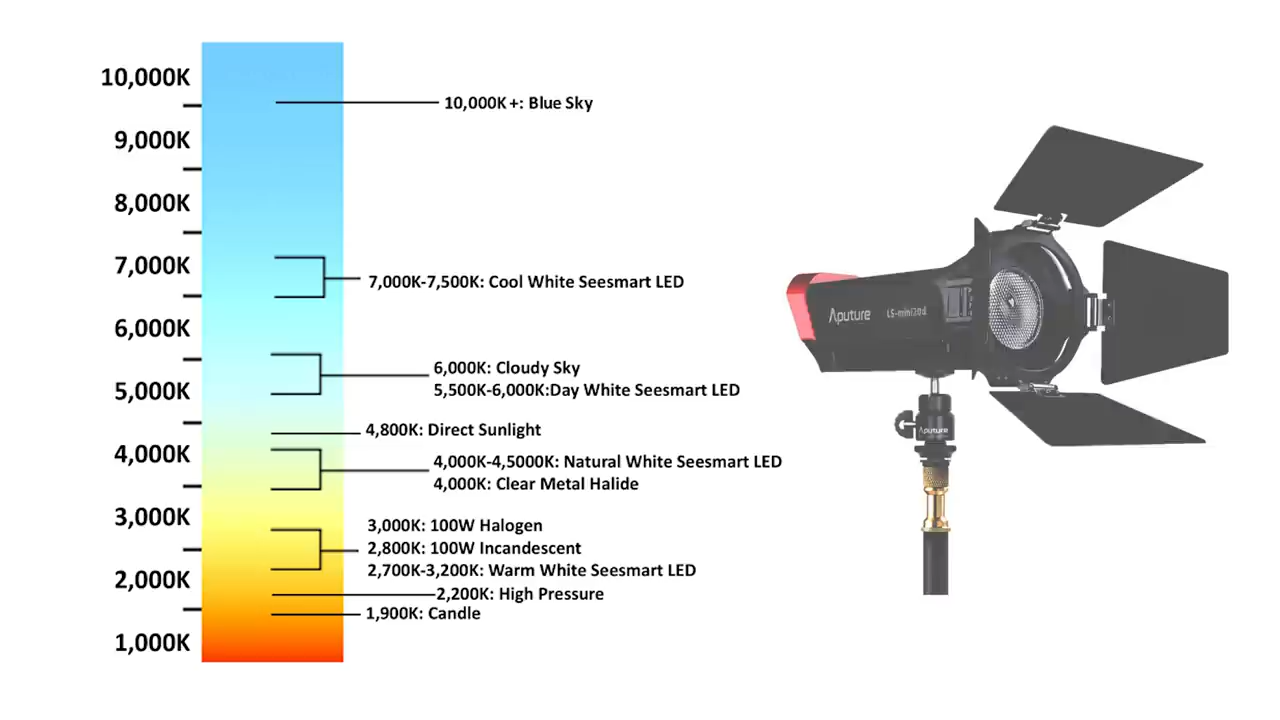 10,000K
9,000K
8,000K
7,000K
6,000K
5,000K
4,000K
3,000K
2,000K
1,000K
10,000K+: Blue Sky
7,000K-7,500K: Cool White Seesmart LED
6,000K: Cloudy Sky
5,500K-6,000K:Day White Seesmart LED
4,800K: Direct Sunlight
4,000K-4,5000K: Natural White Seesmart LED
4,000K: Clear Metal Halide
3,000K: 100W Halogen
2,800K: 100W Incandescent
2,700K-3,200K: Warm White Seesmart LED
2,200K: High Pressure
1,900K: Candle
Aputure LS-mini20d
Aputure